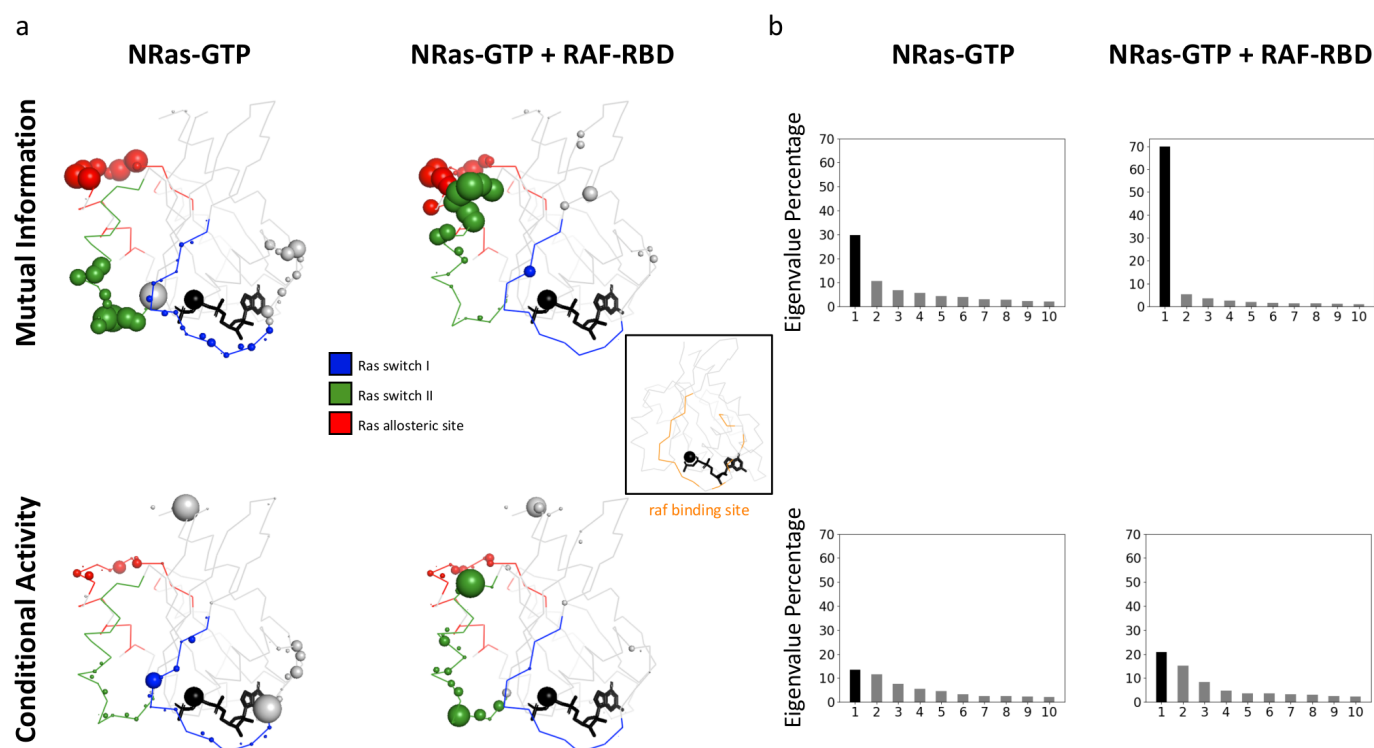 a
b
NRas-GTP
NRas-GTP + RAF-RBD
NRas-GTP
NRas-GTP + RAF-RBD
Mutual Information
Eigenvalue Percentage
70
60
50
40
30
20
10
0
1 2 3 4 5 6 7 8 9 10
70
60
50
40
30
20
10
0
1 2 3 4 5 6 7 8 9 10
Ras switch I
Ras switch II
Ras allosteric site
raf binding site
Conditional Activity
Eigenvalue Percentage
70
60
50
40
30
20
10
0
1 2 3 4 5 6 7 8 9 10
70
60
50
40
30
20
10
0
1 2 3 4 5 6 7 8 9 10